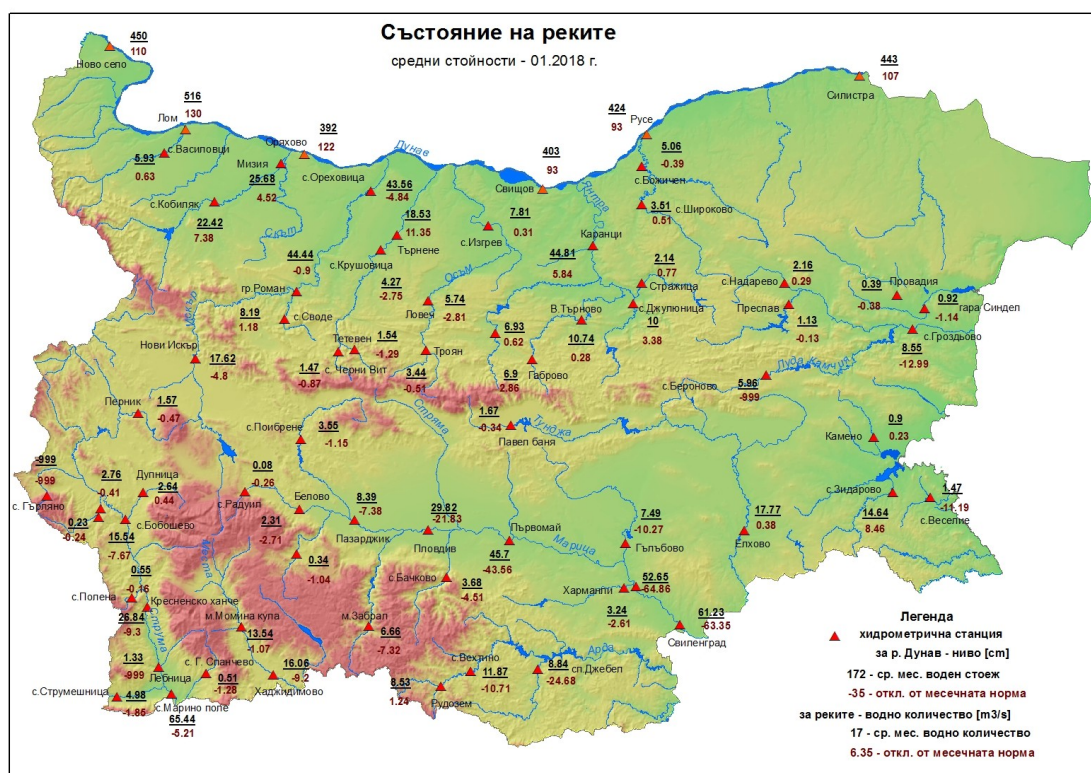 Състояние на реките
средни стойности - 01.2018 г.
450
110
Ново село
516
130
Лом
с.Василовци
5.93
0.63
392
122
Оряхово
Мизия
25.68
4.52
с.Кобиляк
22.42
7.38
Скът
Дунав
с.Ореховица
43.56
-4.84
403
93
Свищов
424
93
Русе
443
107
Силистра
5.06
-0.39
с.Божичен
3.51
0.51
с.Широково
Янтра
18.53
11.35
Търнене
с.Крушовица
4.27
-2.75
7.81
0.31
с.Изгрев
Каранци
44.81
5.84
44.44
-0.9
гр.Роман
Искър
8.19
1.18
с.Своде
Осъм
5.74
-2.81
Ловеч
2.14
0.77
Стражица
с.Джулюница
10
3.38
В.Търново
10.74
0.28
6.93
0.62
6.9
2.86
Габрово
2.16
0.29
с.Надарево
Преслав
1.13
-0.13
0.39
-0.38
Провадия
0.92
-1.14
гара Синдел
с.Гроздьово
8.55
-12.99
Луда Камчия
с.Бероново
5.96
-999
Нови Искър
17.62
-4.8
Тетевен
1.54
-1.29
1.47
-0.87
с. Черни Вит
Троян
3.44
-0.51
Стряма
1.67
-0.34
Павел баня
Тунджа
Перник
1.57
-0.47
с.Поибрене
3.55
-1.15
0.9
0.23
Камено
-999
-999
с. Гърляно
2.76
-0.41
Дупница
2.64
0.44
0.23
-0.24
с.Бобошево
15.54
-7.67
0.08
-0.26
с.Радуил
Белово
2.31
-2.71
8.39
-7.38
Пазарджик
29.82
-21.83
Пловдив
Първомай
45.7
-43.56
Марица
7.49
-10.27
Гълъбово
17.77
0.38
Елхово
с.Зидарово
14.64
8.46
1.47
-11.19
с.Веселие
0.34
-1.04
Места
с.Бачково
3.68
-4.51
Харманли
3.24
-2.61
52.65
-64.86
61.23
-63.35
Свиленград
0.55
-0.16
с.Попена
Кресненско ханче
26.84
-9.3
Струма
м.Момина кула
13.54
-1.07
м.Забрал
6.66
-7.32
1.33
-999
Лебница
с. Г. Спанчево
0.51
-1.28
16.06
-9.2
Хаджидимово
с.Струмешница
4.98
-1.85
с.Марино поле
65.44
-5.21
с.Вехтино
11.87
-10.71
Арда
8.84
-24.68
сп.Джебел
8.53
1.24
Рудозем
Легенда
хидрометрична станция
за р. Дунав - ниво [cm]
172 - ср. мес. воден стоеж
-35 - откл. от месечната норма
за реките - водно количество [m3/s]
17 - ср. мес. водно количество
6.35 - откл. от месечната норма